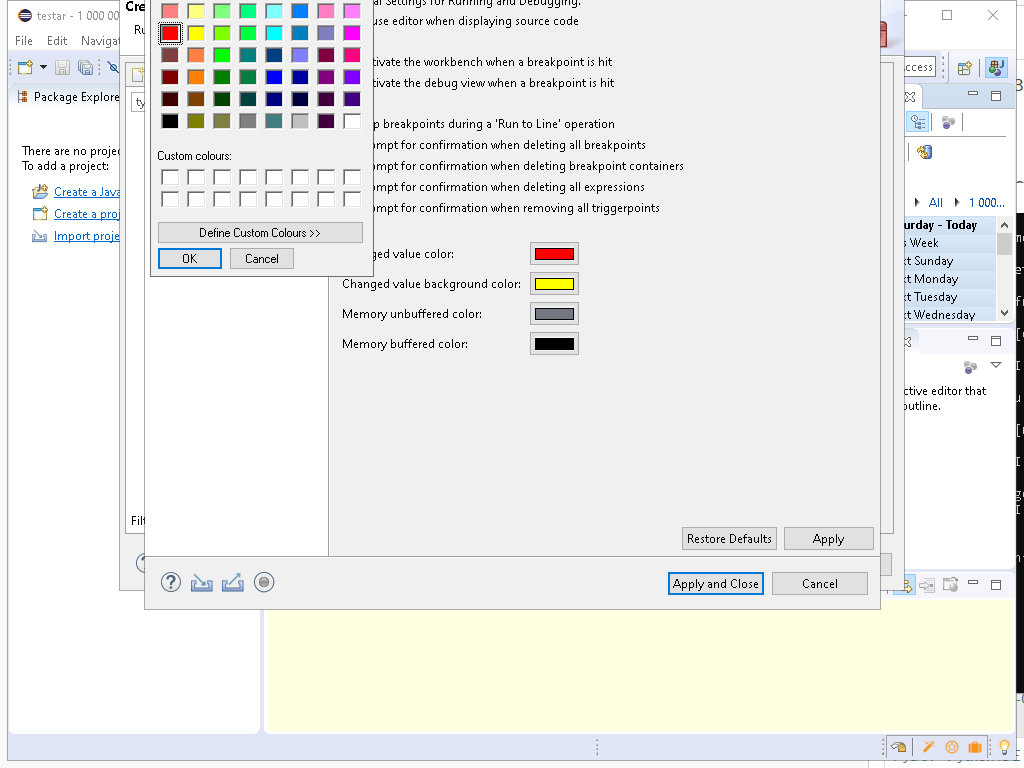 testar - 1 000 00
Cre
Ru
File Edit Navigat
Package Explore
ty
There are no projec
To add a project:
Create a Java
Create a proj
Import proje
Filt
Custom colours:
Define Custom Colours >>
OK Cancel
al Settings for Running and Debugging.
use editor when displaying source code
tivate the workbench when a breakpoint is hit
tivate the debug view when a breakpoint is hit
p breakpoints during a 'Run to Line' operation
ompt for confirmation when deleting all breakpoints
ompt for confirmation when deleting breakpoint containers
ompt for confirmation when deleting all expressions
ompt for confirmation when removing all triggerpoints
ged value color:
Changed value background color:
Memory unbuffered color:
Memory buffered color:
Restore Defaults Apply
Apply and Close Cancel
ccess
All 1 000...
urday - Today
s Week
xt Sunday
xt Monday
xt Tuesday
xt Wednesday
ctive editor that
outline.